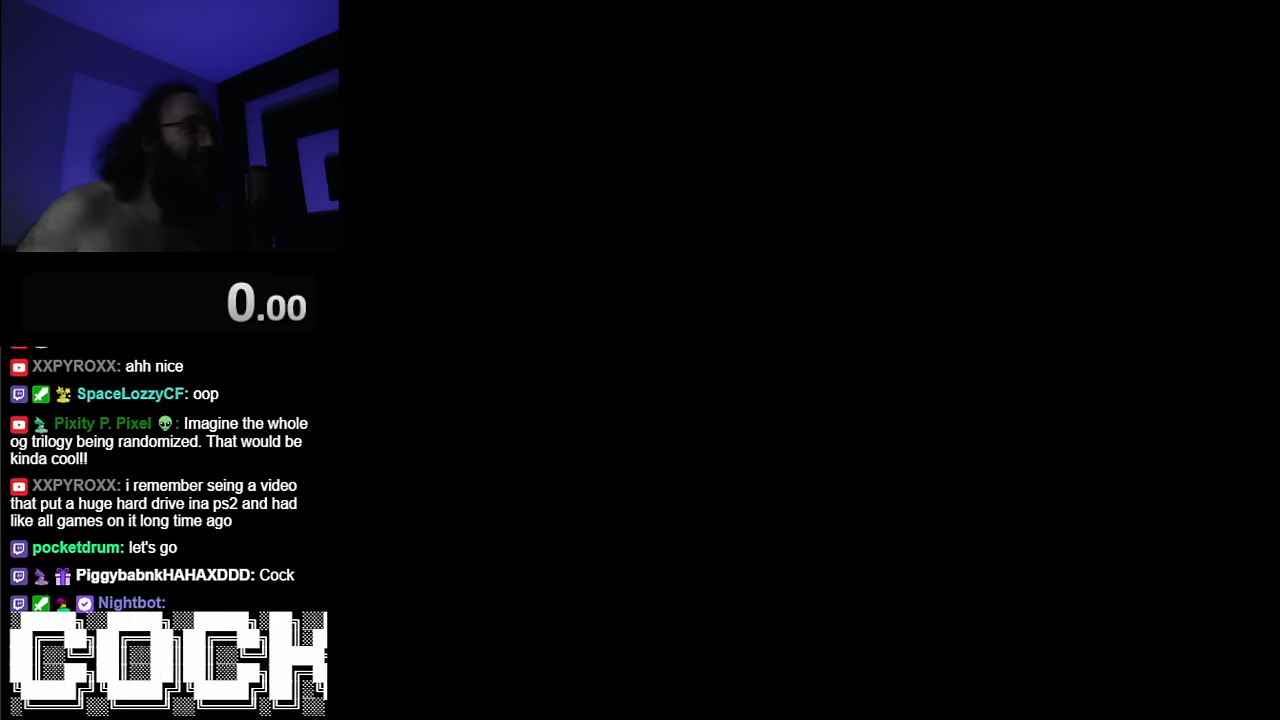 0.00
XXPYROXX: ahh nice
SpaceLozzyCF: oop
Pixity P. Pixel 👽: Imagine the whole
og trilogy being randomized. That would be
kinda cool!!
XXPYROXX: i remember seing a video
that put a huge hard drive ina ps2 and had
like all games on it long time ago
pocketdrum: let's go
PiggybabnkHAHAXDDD: Cock
Nightbot:
COCK